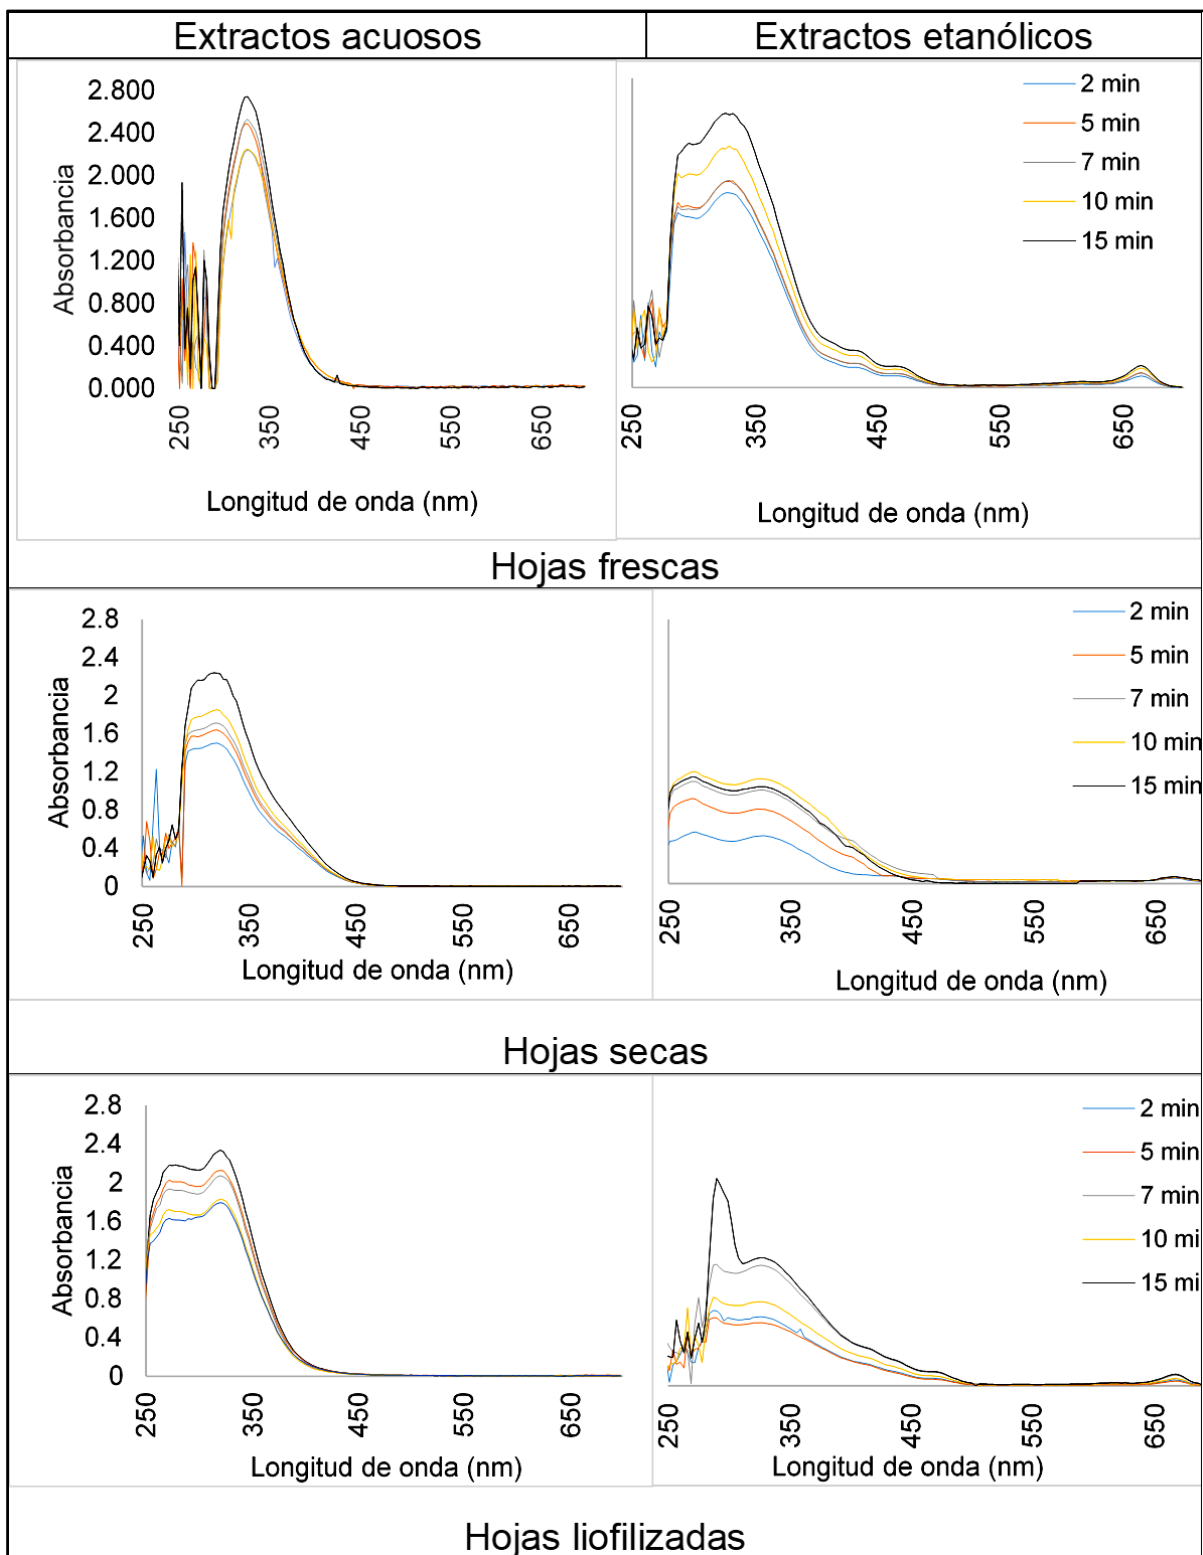 Extractos acuosos
Extractos etanólicos
Absorbancia
2.800
2.400
2.000
1.600
1.200
0.800
0.400
0.000
250
350
450
550
650
Longitud de onda (nm)
2 min
5 min
7 min
10 min
15 min
250
350
450
550
650
Longitud de onda (nm)
Hojas frescas
Absorbancia
2.8
2.4
2
1.6
1.2
0.8
0.4
0
250
350
450
550
650
Longitud de onda (nm)
2 min
5 min
7 min
10 min
15 min
250
350
450
550
650
Longitud de onda (nm)
Hojas secas
Absorbancia
2.8
2.4
2
1.6
1.2
0.8
0.4
0
250
350
450
550
650
Longitud de onda (nm)
2 min
5 min
7 min
10 mi
15 mi
250
350
450
550
650
Longitud de onda (nm)
Hojas liofilizadas